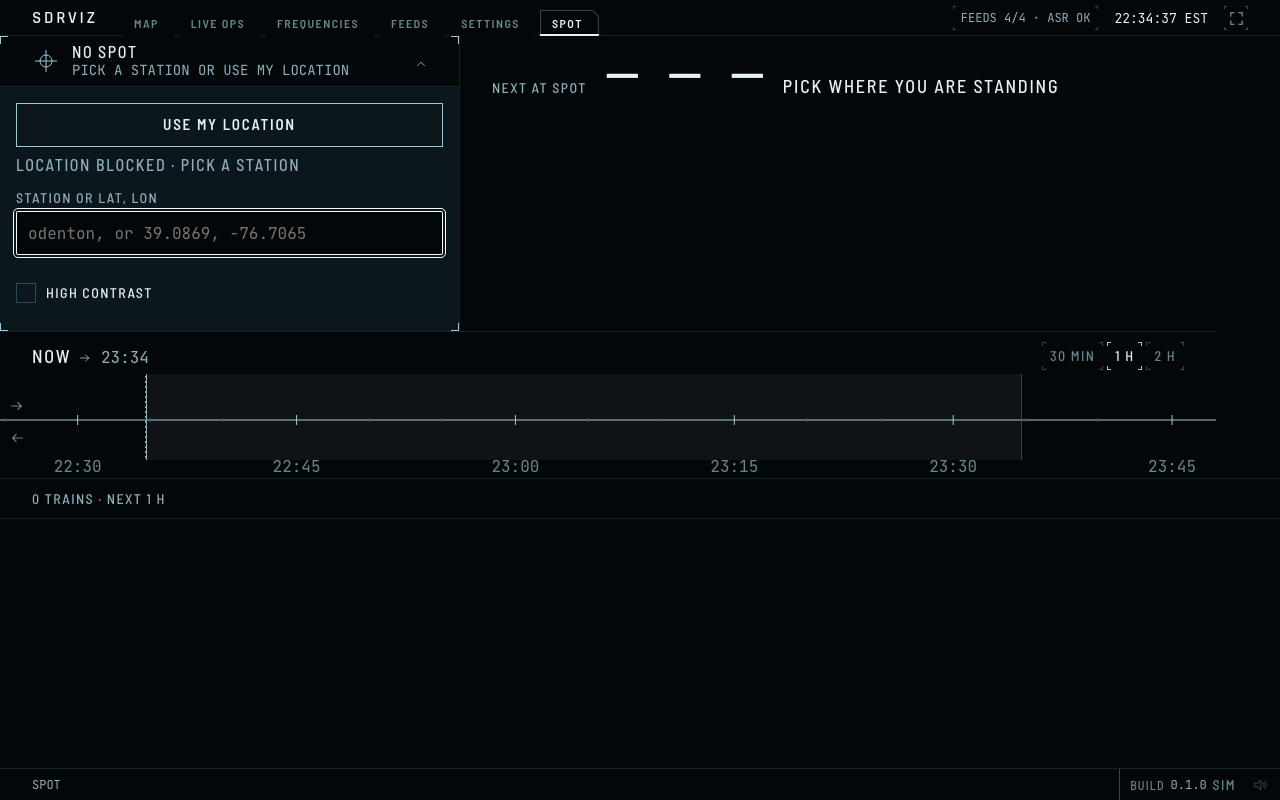 SDRVIZ
MAP
LIVE OPS
FREQUENCIES
FEEDS
SETTINGS
SPOT
FEEDS 4/4 · ASR OK
22:34:37 EST
NO SPOT
PICK A STATION OR USE MY LOCATION
USE MY LOCATION
LOCATION BLOCKED · PICK A STATION
STATION OR LAT, LON
odenton, or 39.0869, -76.7065
HIGH CONTRAST
NEXT AT SPOT
— — —
PICK WHERE YOU ARE STANDING
NOW → 23:34
30 MIN
1 H
2 H
→
←
22:30
22:45
23:00
23:15
23:30
23:45
0 TRAINS · NEXT 1 H
SPOT
BUILD 0.1.0 SIM